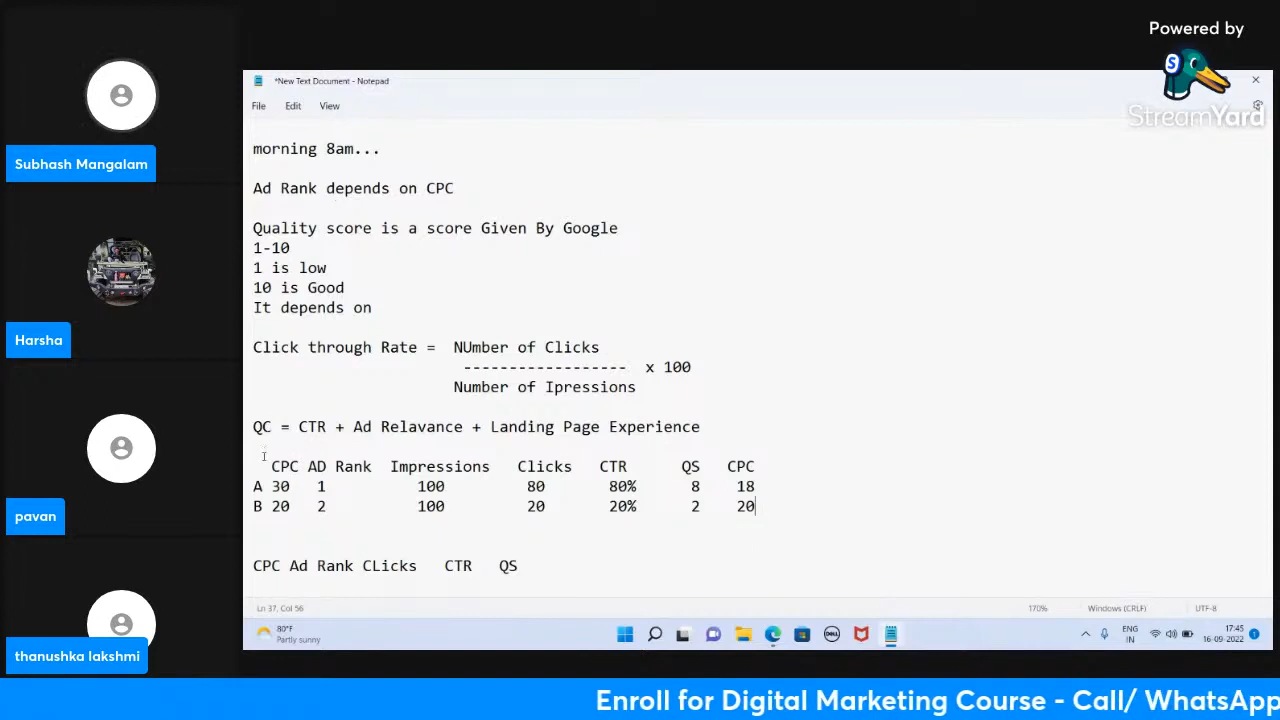 Powered by
StreamYard
*New Text Document - Notepad
File Edit View
morning 8am...
Ad Rank depends on CPC
Quality score is a score Given By Google
1-10
1 is low
10 is Good
It depends on
Click through Rate = NUmber of Clicks
------------------- x 100
Number of Ipressions
QC = CTR + Ad Relavance + Landing Page Experience
CPC AD Rank Impressions Clicks CTR QS CPC
A 30 1 100 80 80% 8 18
B 20 2 100 20 20% 2 20
CPC Ad Rank CLicks CTR QS
Ln 37, Col 56 170% Windows (CRLF) UTF-8
80°F
Partly sunny
DELL
ENG
IN
17:45
16-09-2022
1
Subhash Mangalam
Harsha
pavan
thanushka lakshmi
Enroll for Digital Marketing Course - Call/ WhatsApp